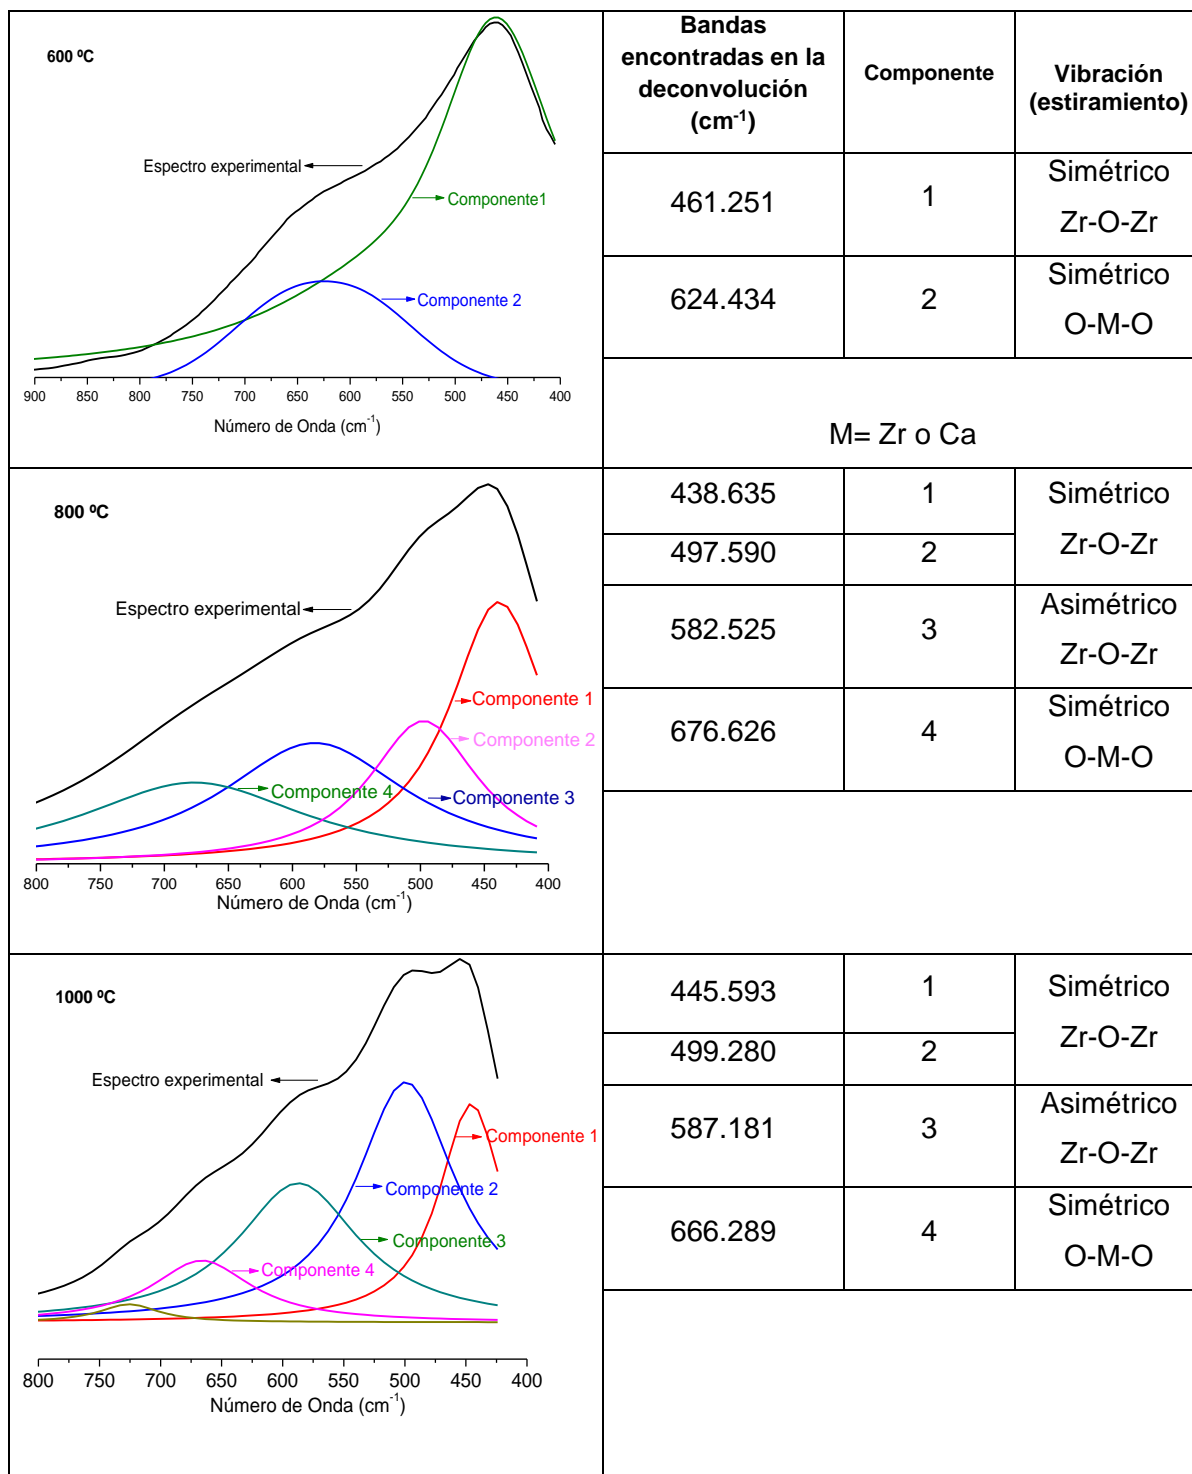 600 ºC
Espectro experimental
Componente1
Componente 2
900 850 800 750 700 650 600 550 500 450 400
Número de Onda (cm-1)
Bandas
encontradas en la
deconvolución
(cm-1)
Componente
Vibración
(estiramiento)
461.251
1
Simétrico
Zr-O-Zr
624.434
2
Simétrico
O-M-O
M= Zr o Ca
800 ºC
Espectro experimental
Componente 1
Componente 2
Componente 4
Componente 3
800 750 700 650 600 550 500 450 400
Número de Onda (cm-1)
438.635
1
Simétrico
Zr-O-Zr
497.590
2
582.525
3
Asimétrico
Zr-O-Zr
676.626
4
Simétrico
O-M-O
1000 ºC
Espectro experimental
Componente 1
Componente 2
Componente 3
Componente 4
800 750 700 650 600 550 500 450 400
Número de Onda (cm-1)
445.593
1
Simétrico
Zr-O-Zr
499.280
2
587.181
3
Asimétrico
Zr-O-Zr
666.289
4
Simétrico
O-M-O